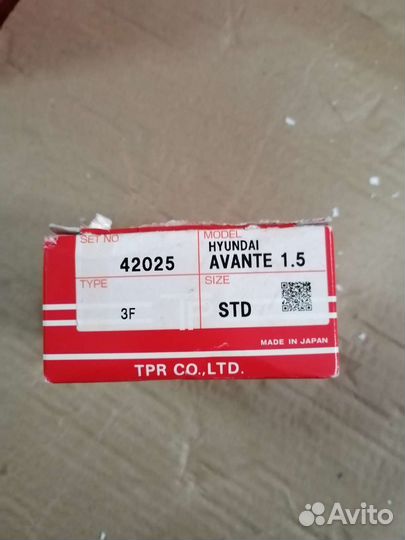 SET NO
MODEL
HYUNDAI
42025
AVANTE 1.5
TYPE
SIZE
3F
STD
TPR
MADE IN JAPAN
TPR CO.,LTD.
Avito